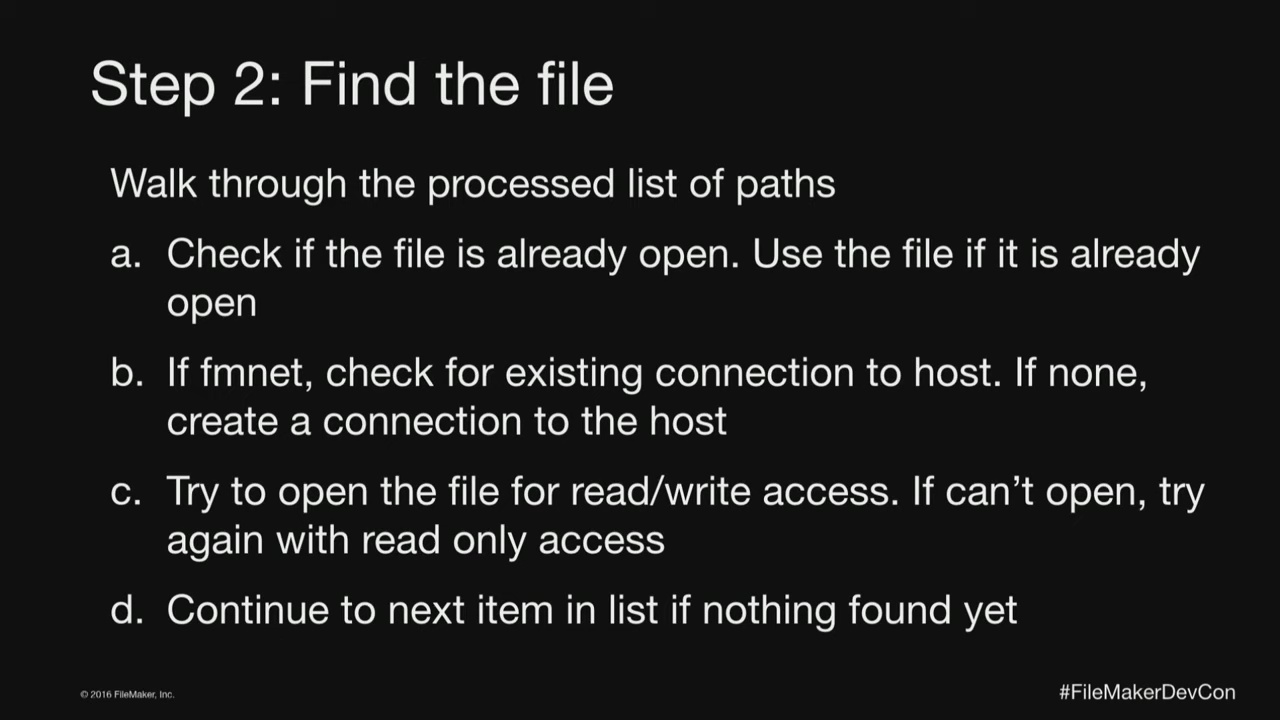 Step 2: Find the file
Walk through the processed list of paths
a. Check if the file is already open. Use the file if it is already
open
b. If fmnet, check for existing connection to host. If none,
create a connection to the host
c. Try to open the file for read/write access. If can’t open, try
again with read only access
d. Continue to next item in list if nothing found yet
© 2016 FileMaker, Inc.
#FileMakerDevCon